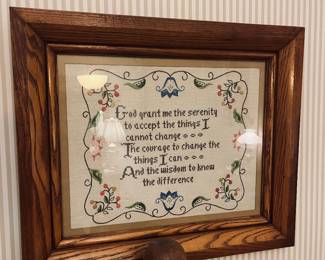 God grant me the serenity
to accept the things I
cannot change
The courage to change the
things I can
And the wisdom to know
the difference